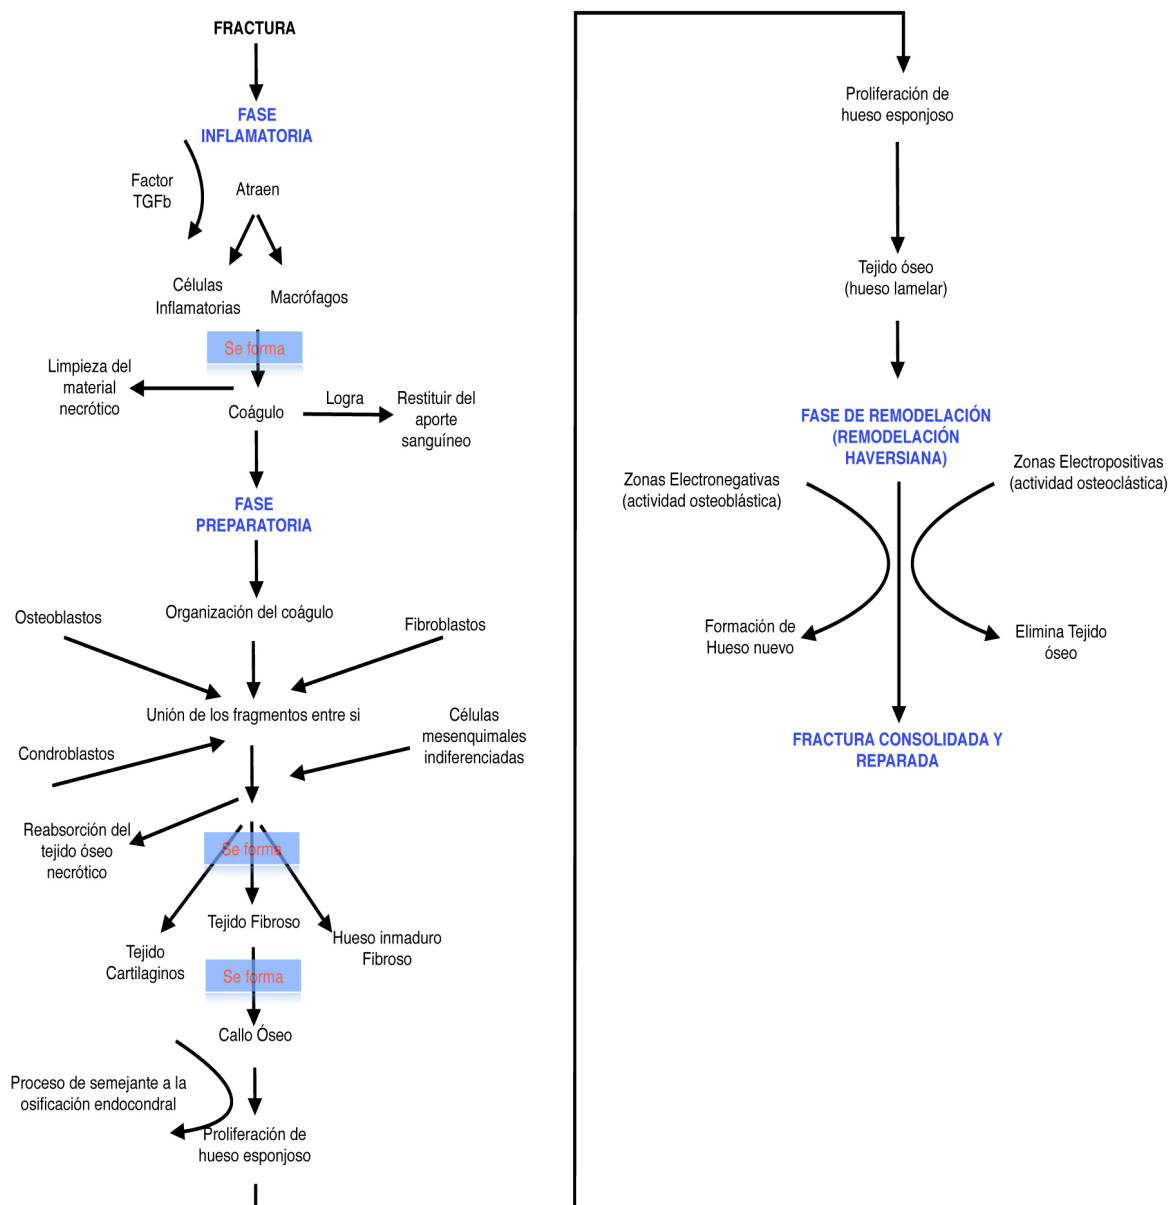 FRACTURA
FASE
INFLAMATORIA
Factor
TGFb
Atraen
Células
Inflamatorias
Macrófagos
Se forma
Limpieza del
material
necrótico
Coágulo
Logra
Restituir del
aporte
sanguíneo
FASE
PREPARATORIA
Organización del coágulo
Osteoblastos
Fibroblastos
Unión de los fragmentos entre si
Condroblastos
Células
mesenquimales
indiferenciadas
Reabsorción del
tejido óseo
necrótico
Se forma
Tejido Fibroso
Tejido
Cartilaginos
Hueso inmaduro
Fibroso
Se forma
Callo Óseo
Proceso de semejante a la
osificación endocondral
Proliferación de
hueso esponjoso
Proliferación de
hueso esponjoso
Tejido óseo
(hueso lamelar)
FASE DE REMODELACIÓN
(REMODELACIÓN
HAVERSIANA)
Zonas Electronegativas
(actividad osteoblástica)
Zonas Electropositivas
(actividad osteoclástica)
Formación de
Hueso nuevo
Elimina Tejido
óseo
FRACTURA CONSOLIDADA Y
REPARADA